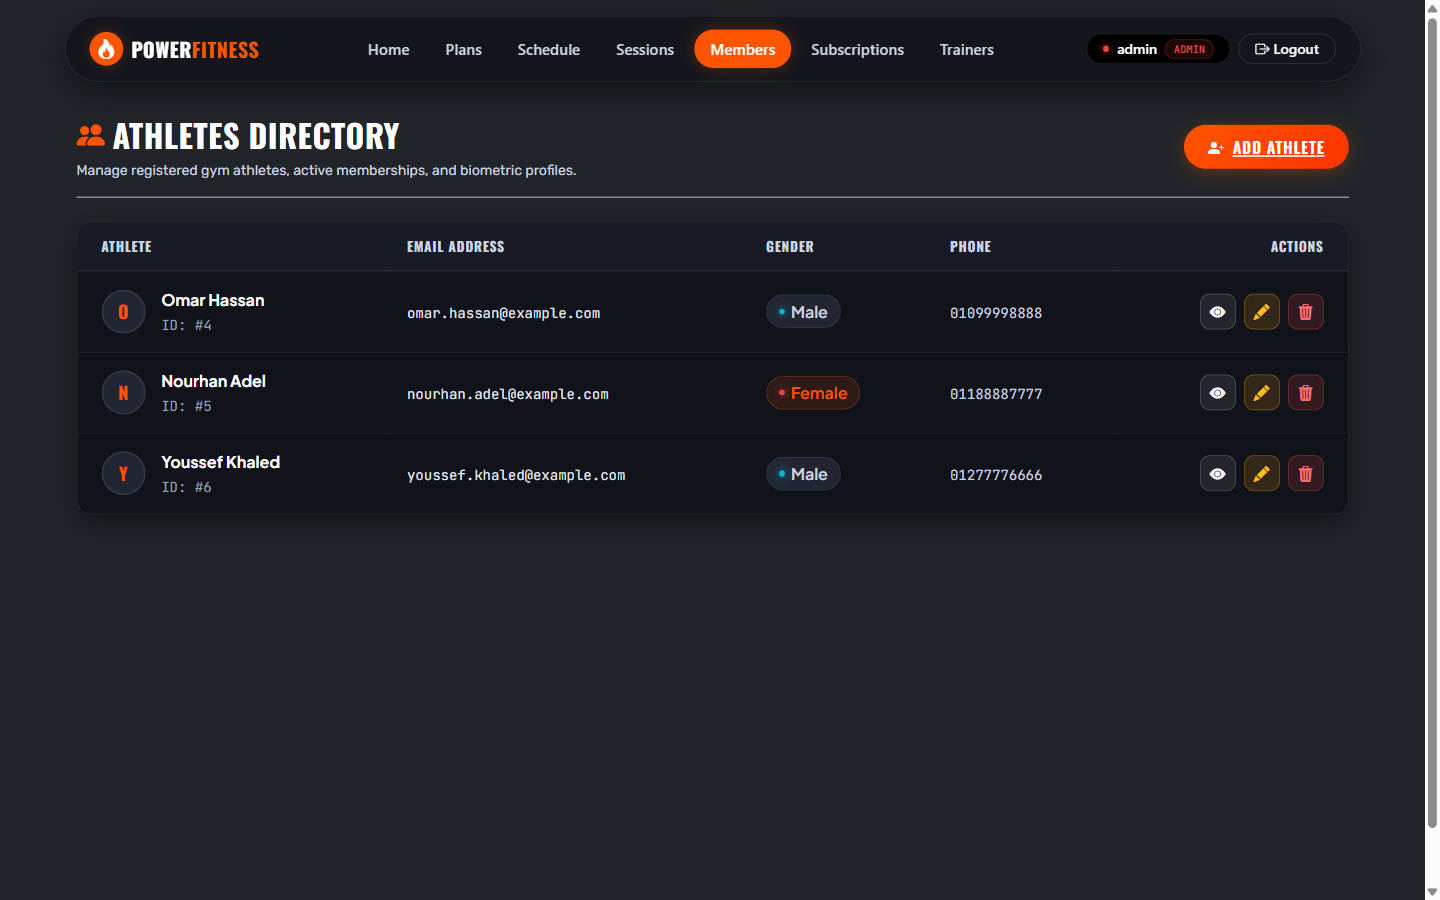 POWERFITNESS Home Plans Schedule Sessions Members Subscriptions Trainers admin ADMIN Logout
ATHLETES DIRECTORY
Manage registered gym athletes, active memberships, and biometric profiles.
ADD ATHLETE
ATHLETE EMAIL ADDRESS GENDER PHONE ACTIONS
O Omar Hassan
ID: #4
omar.hassan@example.com Male 01099998888
N Nourhan Adel
ID: #5
nourhan.adel@example.com Female 01188887777
Y Youssef Khaled
ID: #6
youssef.khaled@example.com Male 01277776666